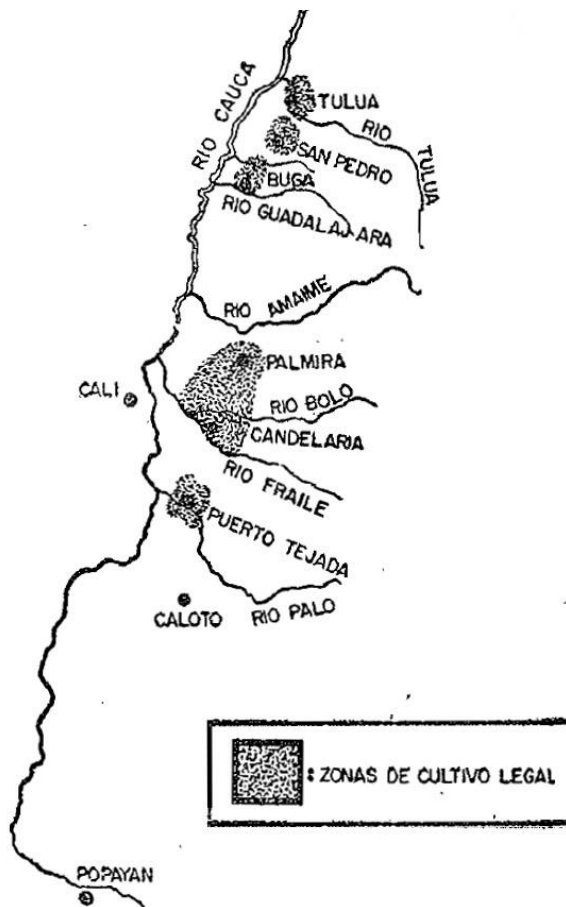 RIO CAUCA
TULUA
RIO TULUA
SAN PEDRO
BUGA
RIO GUADALAJARA
RIO AMAIME
PALMIRA
CALI
RIO BOLO
CANDELARIA
RIO FRAILE
PUERTO TEJADA
CALOTO
RIO PALO
: ZONAS DE CULTIVO LEGAL
POPAYAN